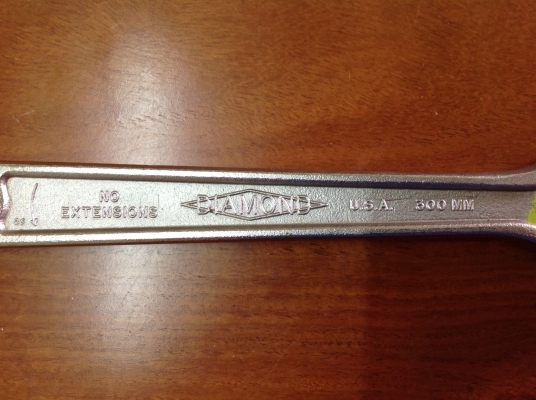 NO
EXTENSIONS
DIAMOND
U.S.A. 300 MM